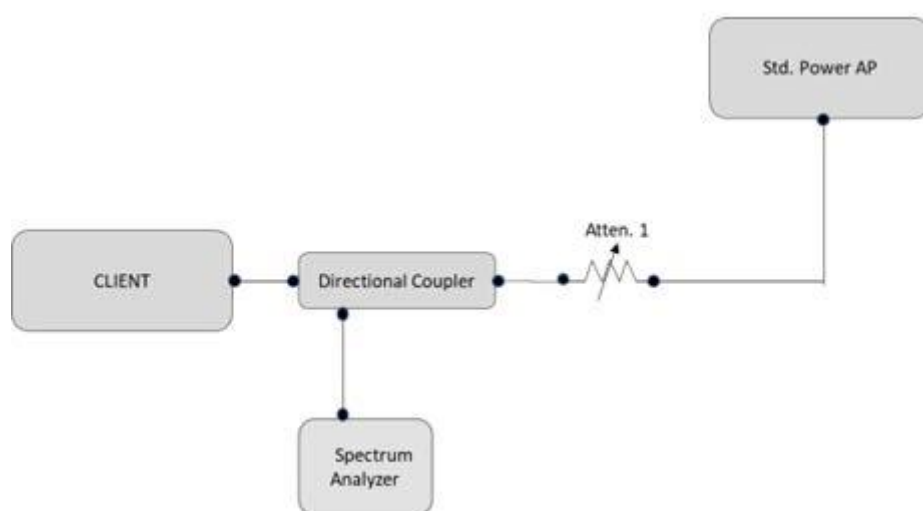 Std. Power AP
Atten. 1
CLIENT
Directional Coupler
Spectrum
Analyzer